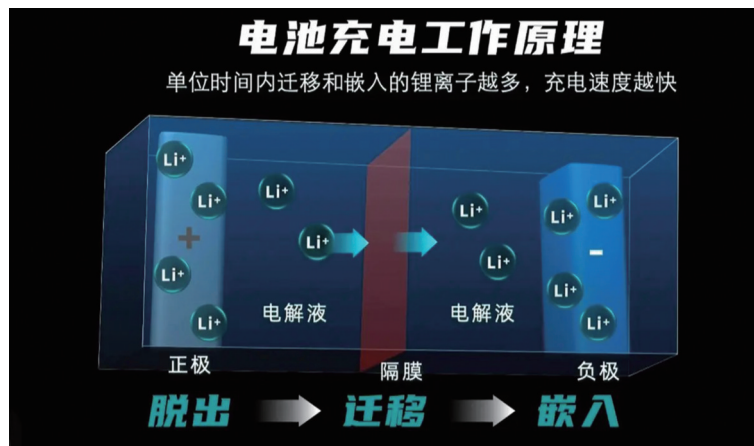 电池充电工作原理
单位时间内迁移和嵌入的锂离子越多，充电速度越快
Li+
Li+
Li+
Li+
Li+
Li+
+
Li+
Li+
Li+
-
Li+
Li+
Li+
电解液
电解液
正极
隔膜
负极
脱出
迁移
嵌入